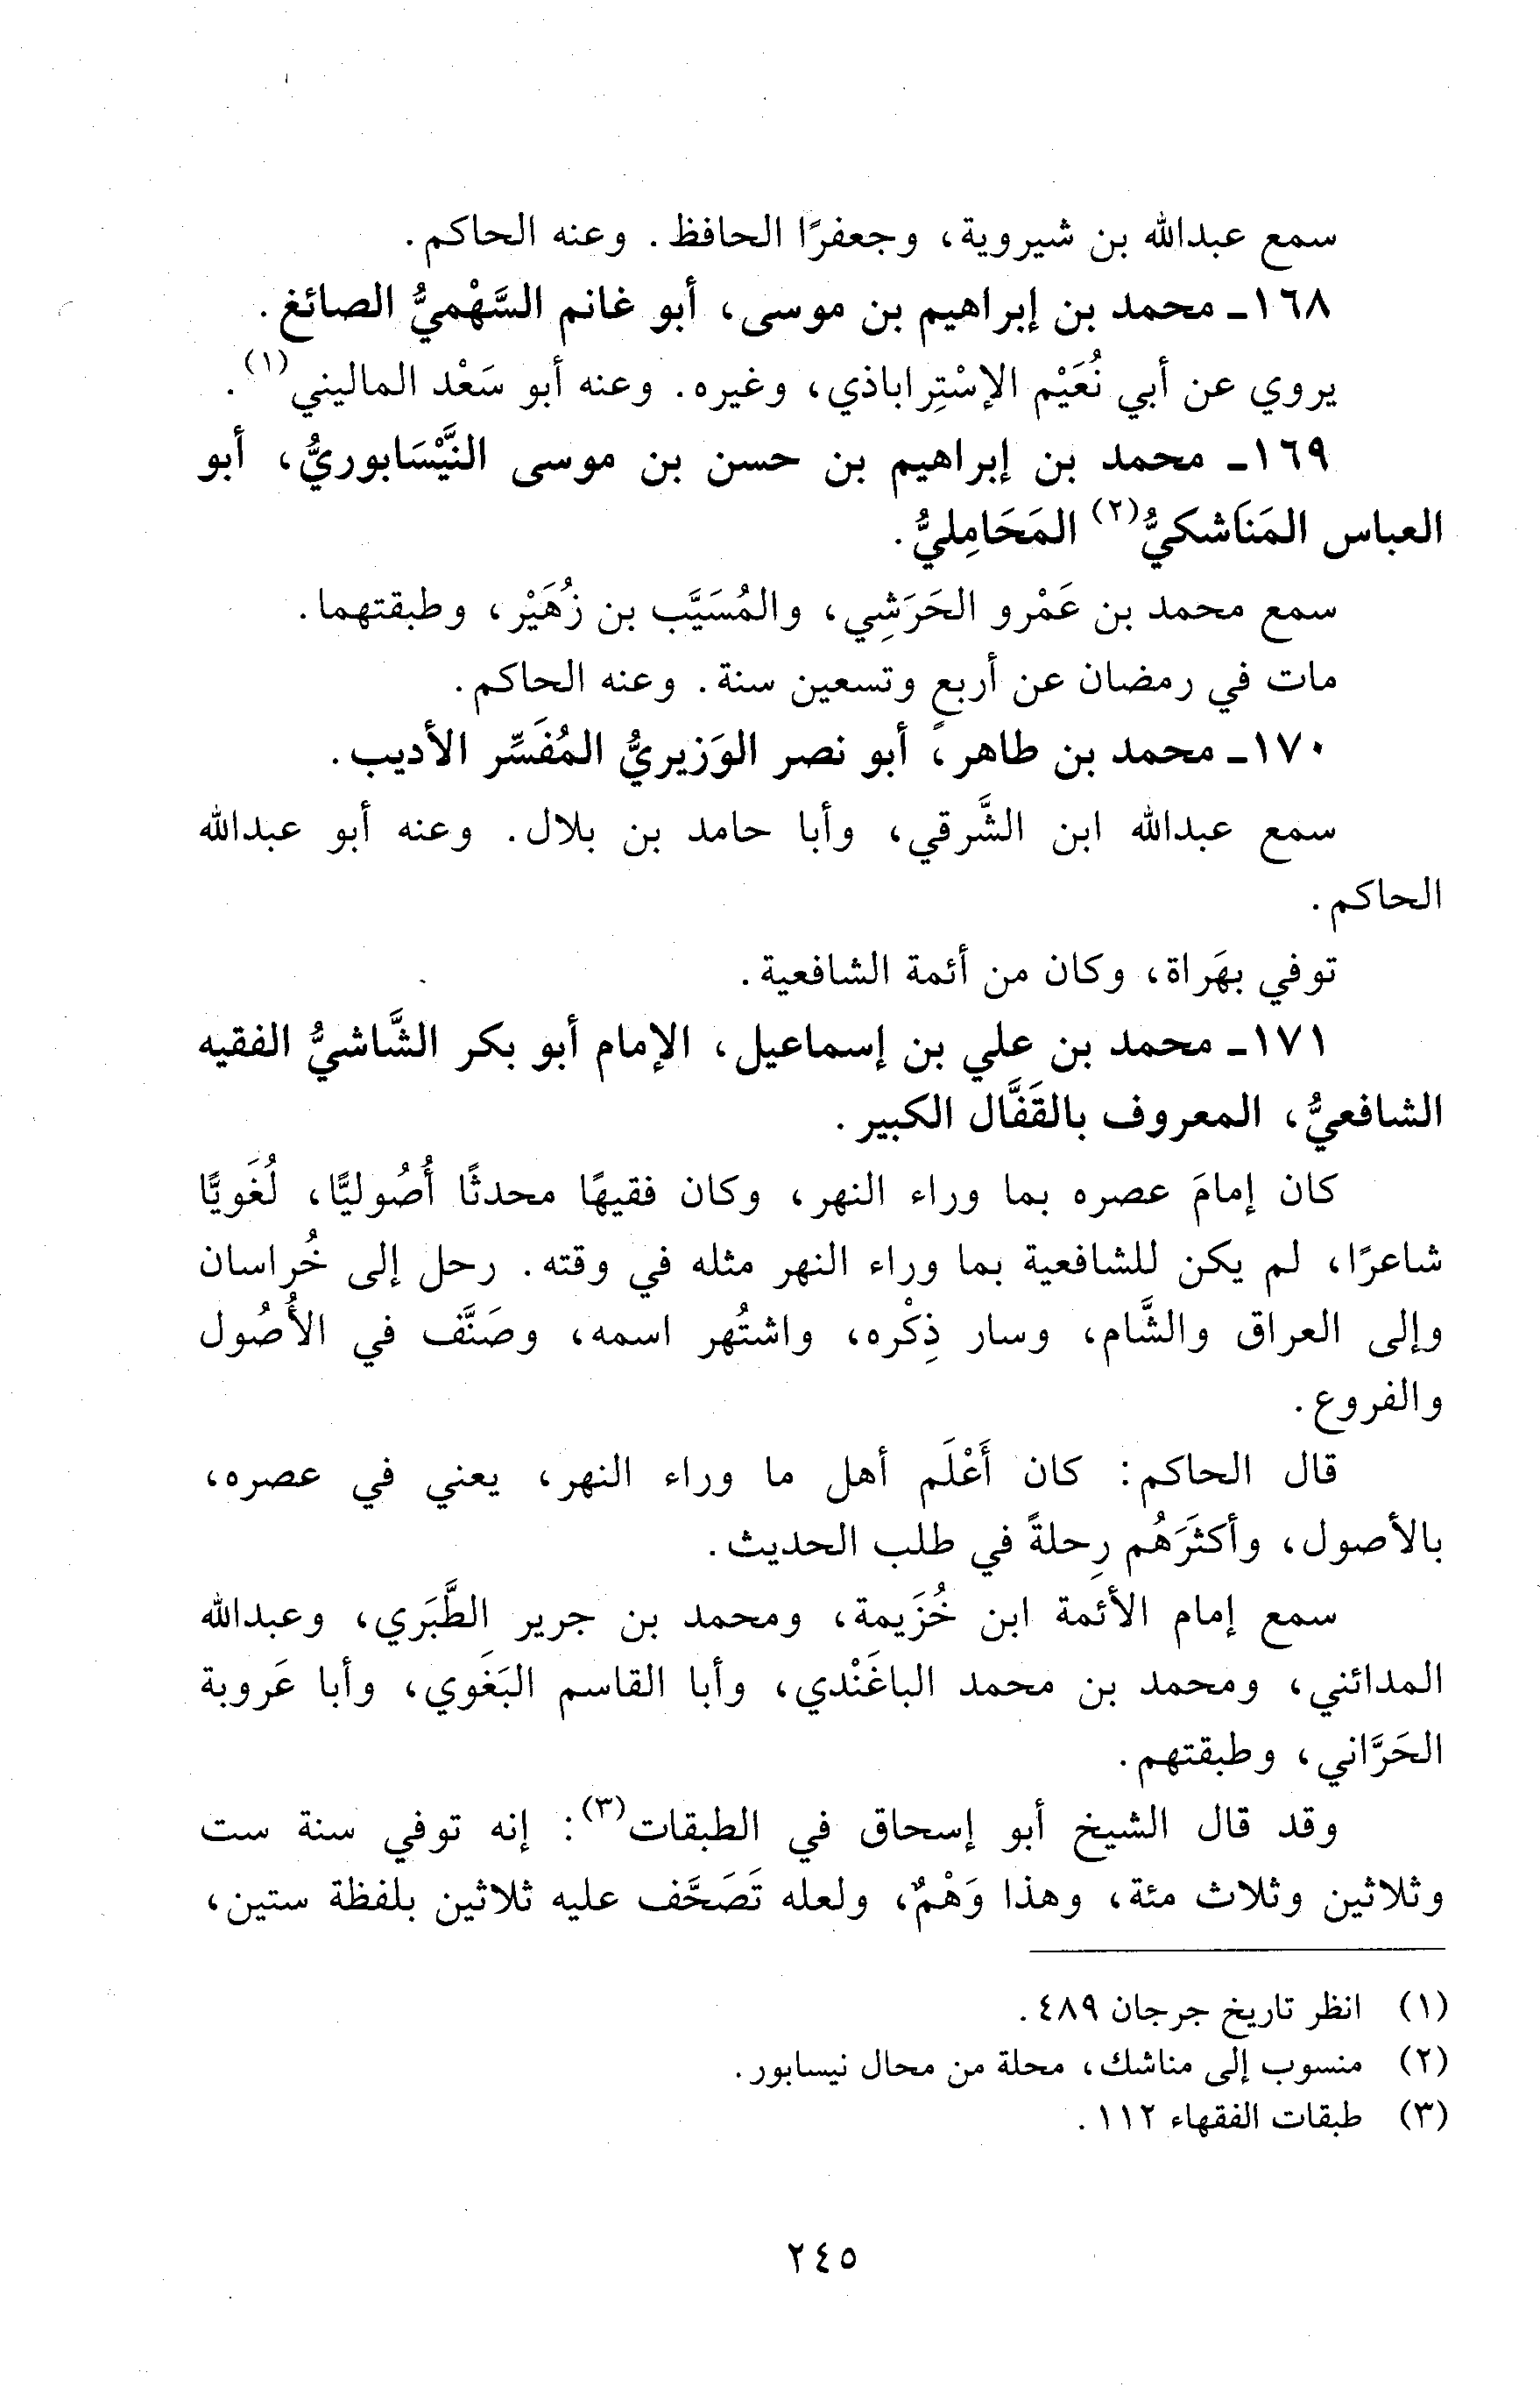 سمع عبدالله بن شيروية، وجعفرًا الحافظ. وعنه الحاكم.
١٦٨ـ محمد بن إبراهيم بن موسى، أبو غانم السَّهْميُّ الصائغ.
يروي عن أبي نُعَيْم الإسْتِراباذي، وغيره. وعنه أبو سَعْد الماليني(١).
١٦٩ـ محمد بن إبراهيم بن حسن بن موسى النَّيْسَابوريُّ، أبو
العباس المَنَاشكيُّ(٢) المَحَامِليُّ.
سمع محمد بن عَمْرو الحَرَشِي، والمُسَيَّب بن زُهَيْر، وطبقتهما.
مات في رمضان عن أربع وتسعين سنة. وعنه الحاكم.
١٧٠ـ محمد بن طاهر، أبو نصر الوَزيريُّ المُفَسِّر الأديب.
سمع عبدالله ابن الشَّرقي، وأبا حامد بن بلال. وعنه أبو عبدالله
الحاكم.
توفي بهَراة، وكان من أئمة الشافعية.
١٧١ـ محمد بن علي بن إسماعيل، الإمام أبو بكر الشَّاشيُّ الفقيه
الشافعيُّ، المعروف بالقَفَّال الكبير.
كان إمامَ عصره بما وراء النهر، وكان فقيهًا محدثًا أُصُوليًّا، لُغَويًّا
شاعرًا، لم يكن للشافعية بما وراء النهر مثله في وقته. رحل إلى خُراسان
وإلى العراق والشَّام، وسار ذِكْره، واشتُهر اسمه، وصَنَّف في الأُصُول
والفروع.
قال الحاكم: كان أَعْلَم أهل ما وراء النهر، يعني في عصره،
بالأصول، وأكثرَهُم رِحلةً في طلب الحديث.
سمع إمام الأئمة ابن خُزَيمة، ومحمد بن جرير الطَّبَري، وعبدالله
المدائني، ومحمد بن محمد الباغَنْدي، وأبا القاسم البَغَوي، وأبا عَروبة
الحَرَّاني، وطبقتهم.
وقد قال الشيخ أبو إسحاق في الطبقات(٣): إنه توفي سنة ست
وثلاثين وثلاث مئة، وهذا وَهْمٌ، ولعله تَصَحَّف عليه ثلاثين بلفظة ستين،
(١) انظر تاريخ جرجان ٤٨٩.
(٢) منسوب إلى مناشك، محلة من محال نيسابور.
(٣) طبقات الفقهاء ١١٢.
٢٤٥